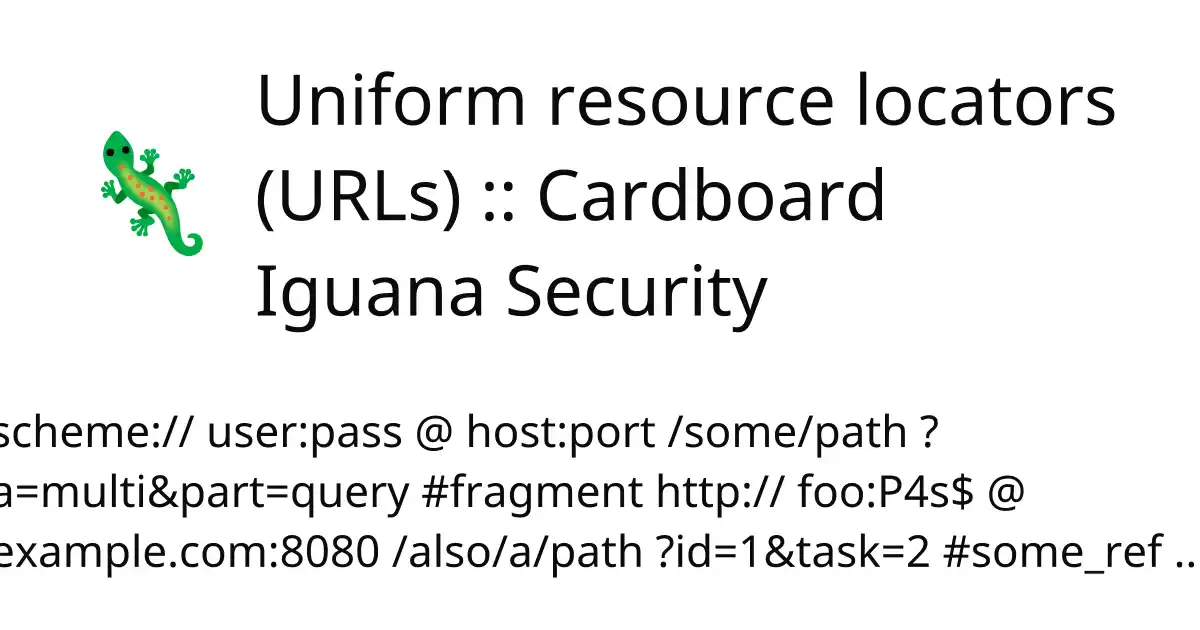 Uniform resource locators
(URLs) :: Cardboard
Iguana Security
scheme:// user:pass @ host:port /some/path ?
a=multi&part=query #fragment http:// foo:P4s$ @
example.com:8080 /also/a/path ?id=1&task=2 #some_ref ..